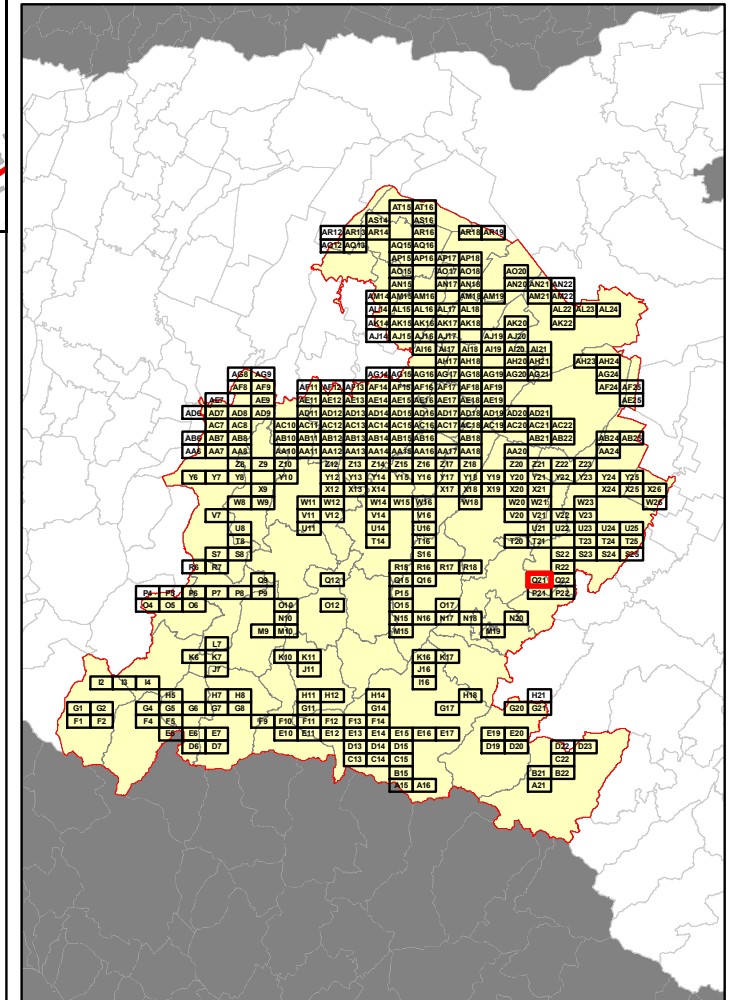 AT15 AT16
AS14 AS16
AR12 AR13 AR14 AR16 AR18 AR19
AQ12 AQ13 AQ15 AQ16
AP15 AP16 AP17 AP18
AO15 AO17 AO18 AO20
AN15 AN17 AN18 AN20 AN21 AN22
AM14 AM15 AM16 AM18 AM19 AM21 AM22
AL14 AL15 AL16 AL17 AL18 AL22 AL23 AL24
AK14 AK15 AK16 AK17 AK18 AK20 AK22
AJ14 AJ15 AJ16 AJ17 AJ19 AJ20
AI16 AI17 AI18 AI19 AI20 AI21
AH17 AH18 AH20 AH21 AH23 AH24
AG8 AG9 AG14 AG15 AG16 AG17 AG18 AG19 AG20 AG21 AG24
AF8 AF9 AF11 AF12 AF13 AF14 AF15 AF16 AF17 AF18 AF19 AF24 AF25
AE7 AE9 AE11 AE12 AE13 AE14 AE15 AE16 AE17 AE18 AE19 AE25
AD6 AD7 AD8 AD9 AD11 AD12 AD13 AD14 AD15 AD16 AD17 AD18 AD19 AD20 AD21
AC7 AC8 AC10 AC11 AC12 AC13 AC14 AC15 AC16 AC17 AC18 AC19 AC20 AC21 AC22
AB6 AB7 AB8 AB10 AB11 AB12 AB13 AB14 AB15 AB16 AB18 AB21 AB22 AB24 AB25
AA6 AA7 AA8 AA10 AA11 AA12 AA13 AA14 AA15 AA16 AA18 AA20 AA24
Z8 Z9 Z10 Z12 Z13 Z14 Z15 Z16 Z17 Z18 Z20 Z21 Z22 Z23
Y6 Y7 Y8 Y10 Y12 Y13 Y14 Y15 Y16 Y17 Y18 Y19 Y20 Y21 Y22 Y23 Y24 Y25
X9 X12 X13 X14 X17 X18 X19 X20 X21 X24 X25 X26
W8 W9 W11 W12 W14 W15 W16 W18 W20 W21 W23 W26
V7 V11 V12 V14 V16 V20 V21 V22 V23
U8 U11 U14 U16 U21 U22 U23 U24 U25
T8 T14 T16 T20 T21 T23 T24 T25
S7 S8 S16 S22 S23 S24 S25
R6 R7 R15 R16 R17 R18 R22
Q9 Q12 Q15 Q16 Q21 Q22
P4 P5 P6 P7 P8 P9 P15 P21 P22
O4 O5 O6 O10 O12 O15 O17
N10 N15 N16 N17 N18 N20
M9 M10 M15 M19
L7
K6 K7 K10 K11 K16 K17
J7 J11 J16
I2 I3 I4 I16
H5 H7 H8 H11 H12 H14 H18 H21
G1 G2 G4 G5 G6 G7 G8 G11 G14 G17 G20 G21
F1 F2 F4 F5 F9 F10 F11 F12 F13 F14
E5 E6 E7 E10 E11 E12 E13 E14 E15 E16 E17 E19 E20
D6 D7 D13 D14 D15 D19 D20 D22 D23
C13 C14 C15 C22
B15 B21 B22
A15 A16 A21